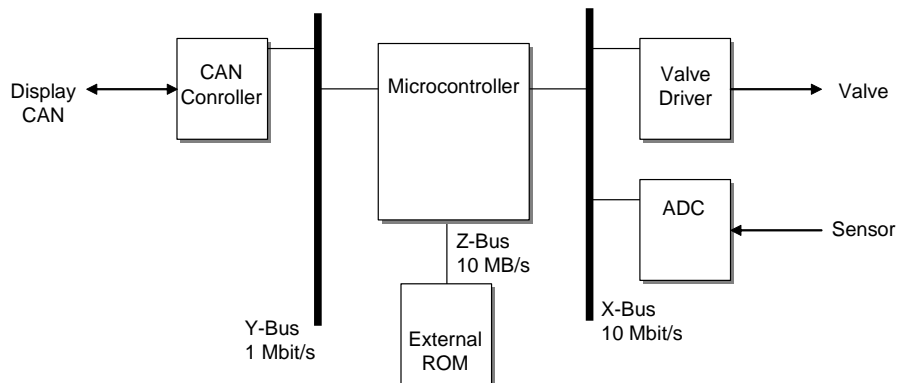 Display
CAN
CAN
Conroller
Microcontroller
Valve
Driver
Valve
ADC
Sensor
Z-Bus
10 MB/s
Y-Bus
1 Mbit/s
External
ROM
X-Bus
10 Mbit/s